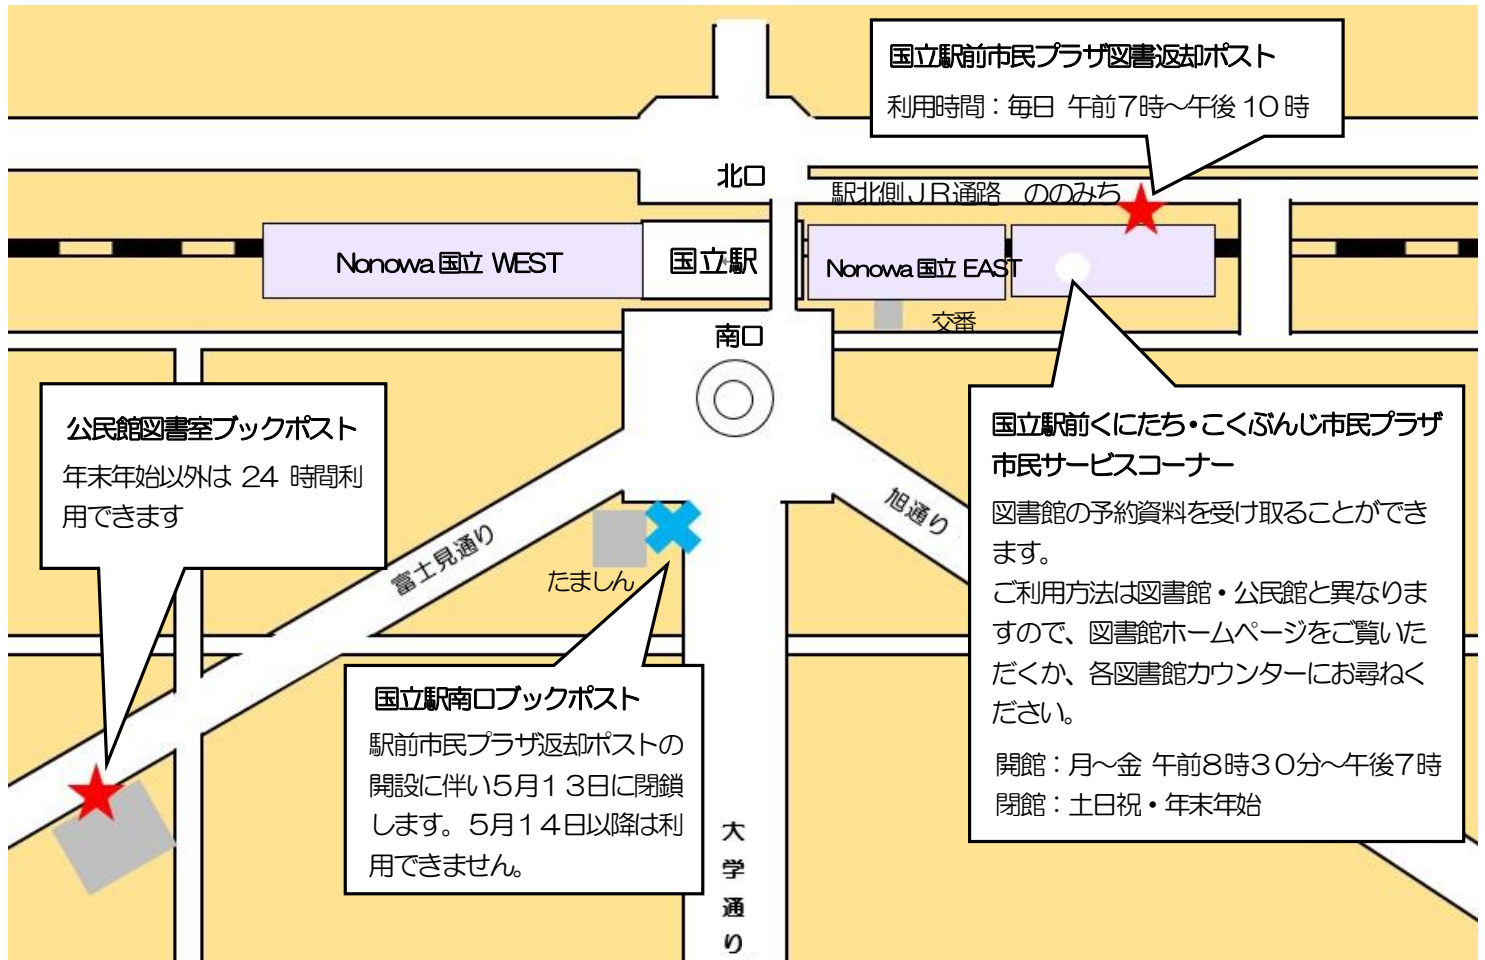 国立駅前市民プラザ図書返却ポスト
利用時間：毎日 午前7時～午後10時
北口
駅北側JR通路 ののみち
Nonowa国立 WEST
国立駅
Nonowa国立 EAST
交番
南口
公民館図書室ブックポスト
年末年始以外は 24 時間利
用できます
国立駅前くにたち・こくぶんじ市民プラザ
市民サービスコーナー
図書館の予約資料を受け取ることができ
ます。
ご利用方法は図書館・公民館と異なりま
すので、図書館ホームページをご覧いた
だくか、各図書館カウンターにお尋ねく
ださい。
開館：月～金 午前8時30分～午後7時
閉館：土日祝・年末年始
旭通り
富士見通り
たましん
国立駅南口ブックポスト
駅前市民プラザ返却ポストの
開設に伴い5月13日に閉鎖
します。5月14日以降は利
用できません。
大学通り